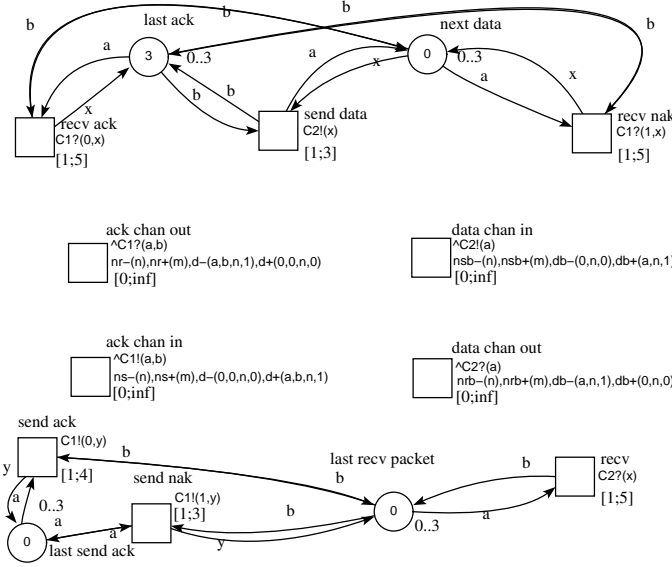 last ack
b
b
b
next data
b
b
a
3
0..3
a
x
0
0..3
a
x
x
b
b
send data
C2!(x)
[1;3]
recv ack
C1?(0,x)
[1;5]
recv nak
C1?(1,x)
[1;5]
ack chan out
^C1?(a,b)
nr−(n),nr+(m),d−(a,b,n,1),d+(0,0,n,0)
[0;inf]
data chan in
^C2!(a)
nsb−(n),nsb+(m),db−(0,n,0),db+(a,n,1)
[0;inf]
ack chan in
^C1!(a,b)
ns−(n),ns+(m),d−(0,0,n,0),d+(a,b,n,1)
[0;inf]
data chan out
^C2?(a)
nrb−(n),nrb+(m),db−(a,n,1),db+(0,n,0)
[0;inf]
send ack
C1!(0,y)
[1;4]
y
a
0..3
b
send nak
C1!(1,y)
[1;3]
last recv packet
b
b
recv
C2?(x)
[1;5]
0
a
a
last send ack
b
y
0
0..3
a